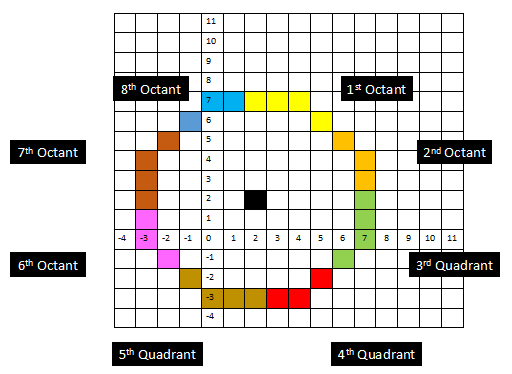 11
10
9
8
8th Octant
1st Octant
7
6
5
7th Octant
2nd Octant
4
3
2
1
-4 -3 -2 -1 0 1 2 3 4 5 6 7 8 9 10 11
-1
6th Octant
3rd Quadrant
-2
-3
-4
5th Quadrant
4th Quadrant